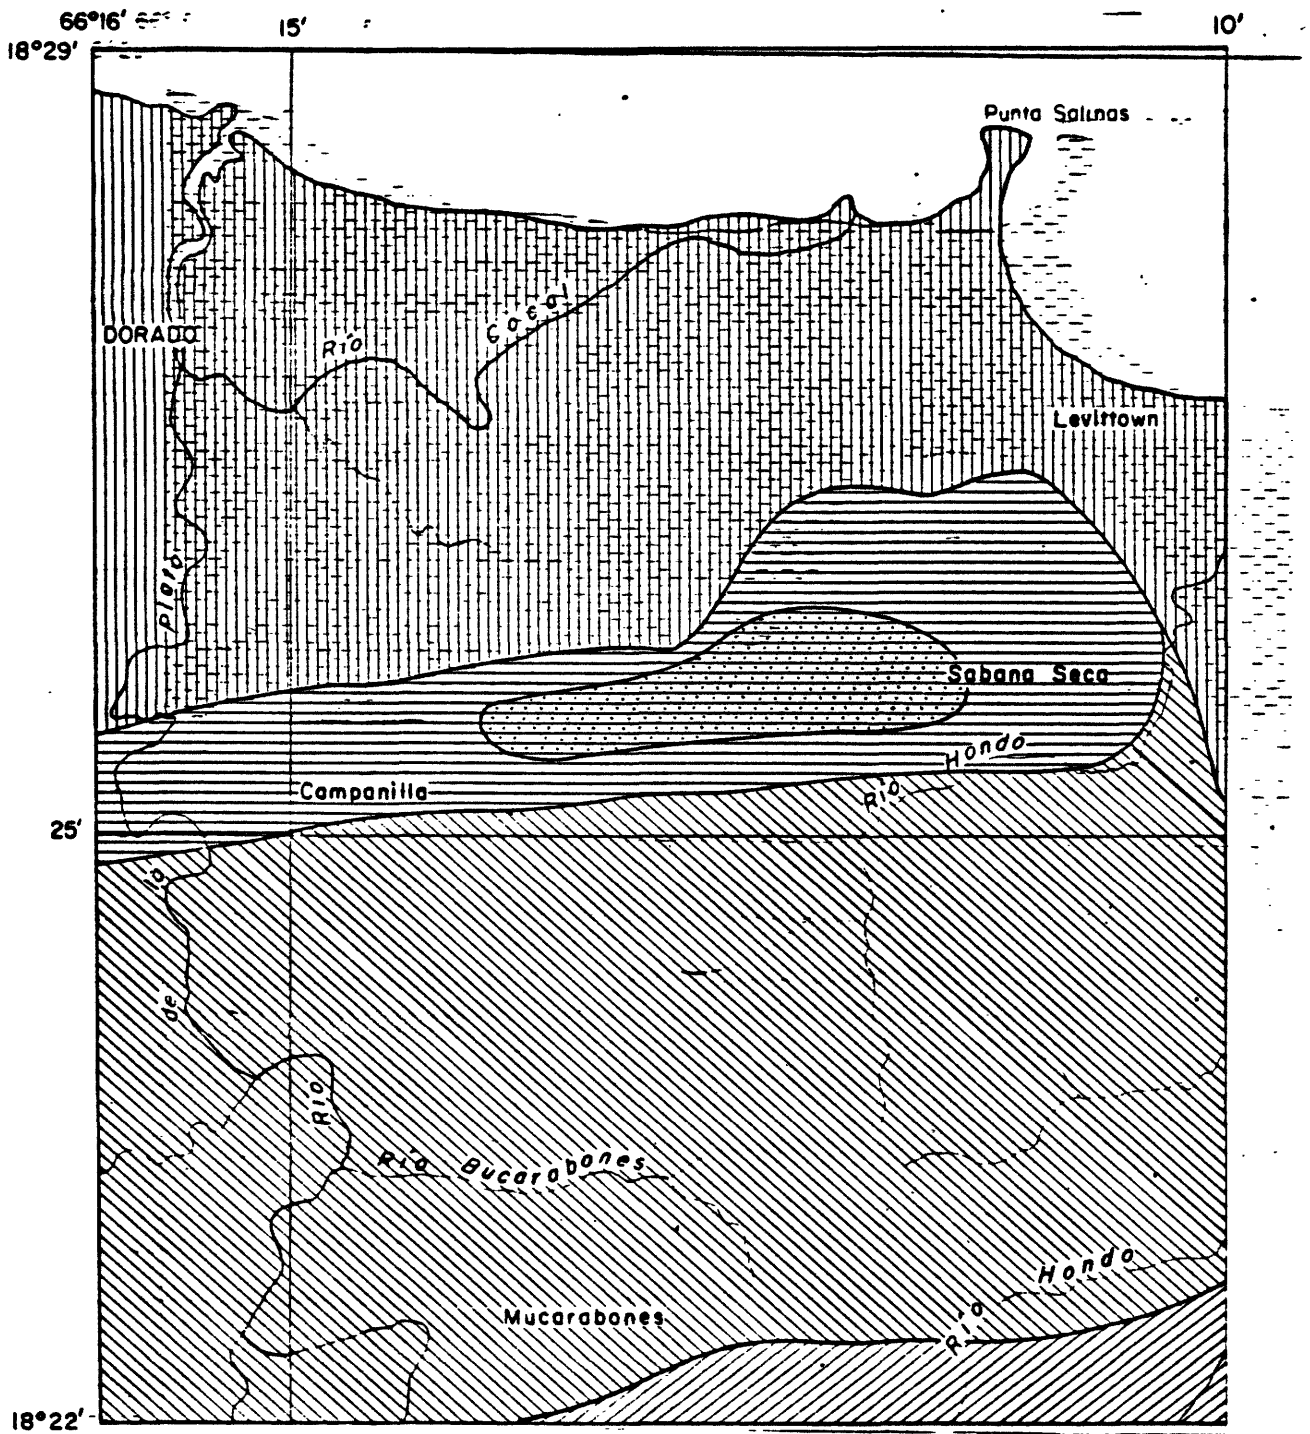 66°16' 15' 10'
18°29'
Punta Salinas
DORADO
Río Cocal
Levittown
Plata
Sabana Seca
Hondo
Río
Campanilla
25'
la
de
Río
Río Bucarabones
Hondo
Río
Mucarabones
18°22'